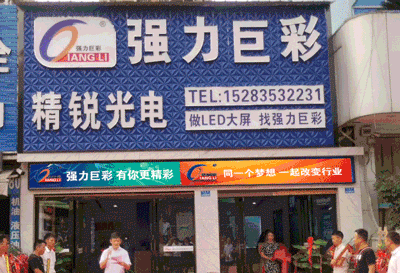 强力巨彩
QIANG LI
强力巨彩
精锐光电
TEL:15283532231
做LED大屏 找强力巨彩
强力巨彩 有你更精彩
同一个梦想 一起改变行业